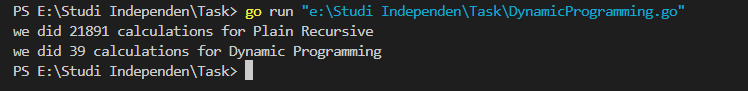 PS E:\Studi Independen\Task> go run "e:\Studi Independen\Task\DynamicProgramming.go"
we did 21891 calculations for Plain Recursive
we did 39 calculations for Dynamic Programming
PS E:\Studi Independen\Task>